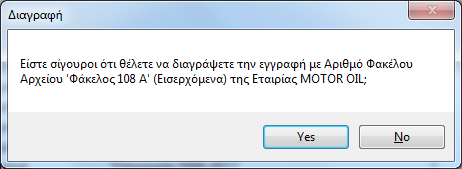 Διαγραφή
Είστε σίγουροι ότι θέλετε να διαγράψετε την εγγραφή με Αριθμό Φακέλου
Αρχείου 'Φάκελος 108 Α' (Εισερχόμενα) της Εταιρίας MOTOR OIL;
Yes
No